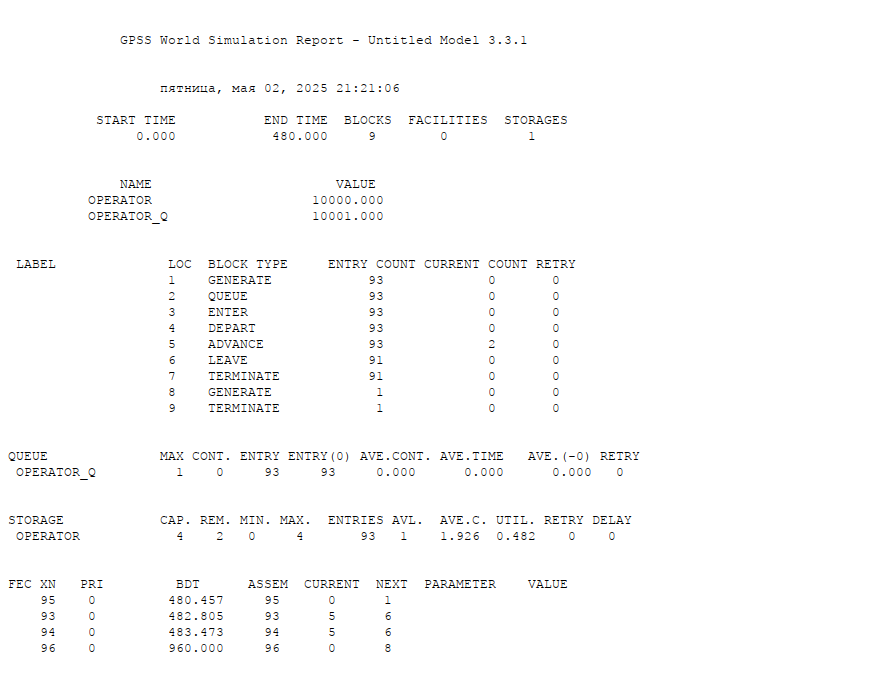 GPSS World Simulation Report - Untitled Model 3.3.1
пятница, мая 02, 2025 21:21:06
START TIME END TIME BLOCKS FACILITIES STORAGES
0.000 480.000 9 0 1
NAME VALUE
OPERATOR 10000.000
OPERATOR_Q 10001.000
LABEL LOC BLOCK TYPE ENTRY COUNT CURRENT COUNT RETRY
1 GENERATE 93 0 0
2 QUEUE 93 0 0
3 ENTER 93 0 0
4 DEPART 93 0 0
5 ADVANCE 93 2 0
6 LEAVE 91 0 0
7 TERMINATE 91 0 0
8 GENERATE 1 0 0
9 TERMINATE 1 0 0
QUEUE MAX CONT. ENTRY ENTRY(0) AVE.CONT. AVE.TIME AVE.(-0) RETRY
OPERATOR_Q 1 0 93 93 0.000 0.000 0.000 0
STORAGE CAP. REM. MIN. MAX. ENTRIES AVL. AVE.C. UTIL. RETRY DELAY
OPERATOR 4 2 0 4 93 1 1.926 0.482 0 0
FEC XN PRI BDT ASSEM CURRENT NEXT PARAMETER VALUE
95 0 480.457 95 0 1
93 0 482.805 93 5 6
94 0 483.473 94 5 6
96 0 960.000 96 0 8